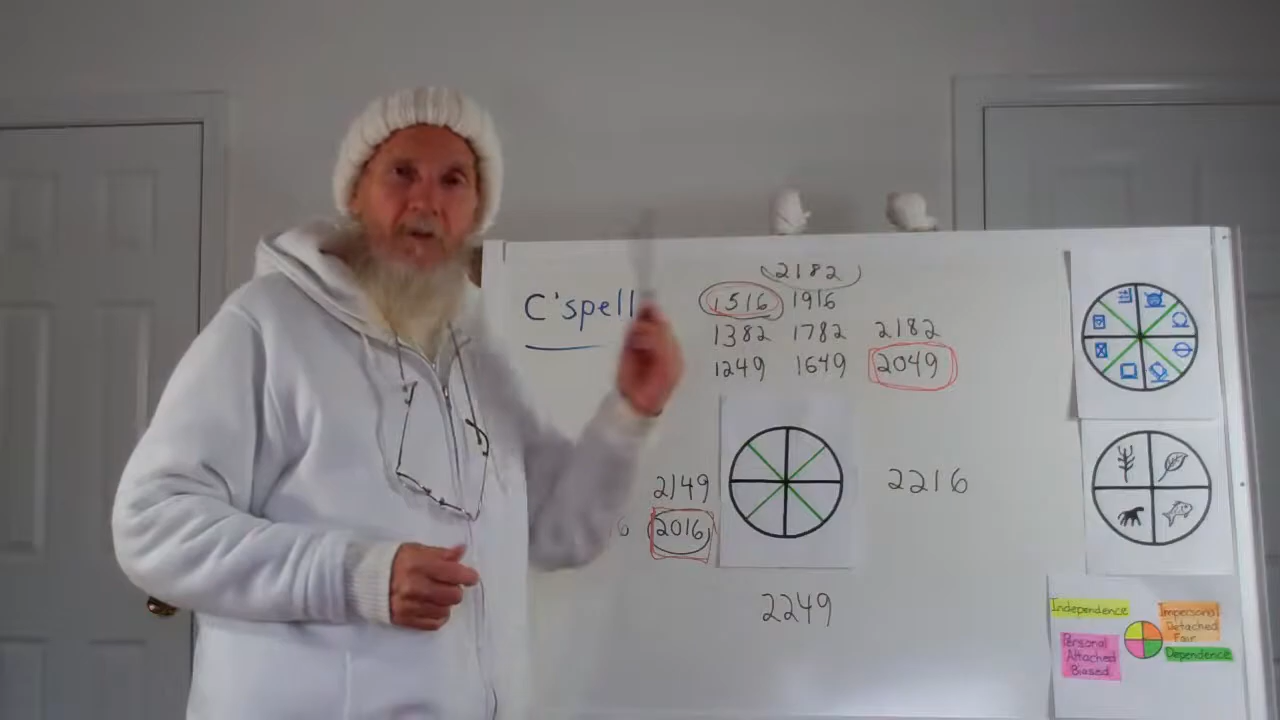 C'spell
2182
1516 1916
1382 1782 2182
1249 1649 2049
2149
2016
2216
2249
Independence
Impersonal
Detached
Fair
Personal
Attached
Biased
Dependence